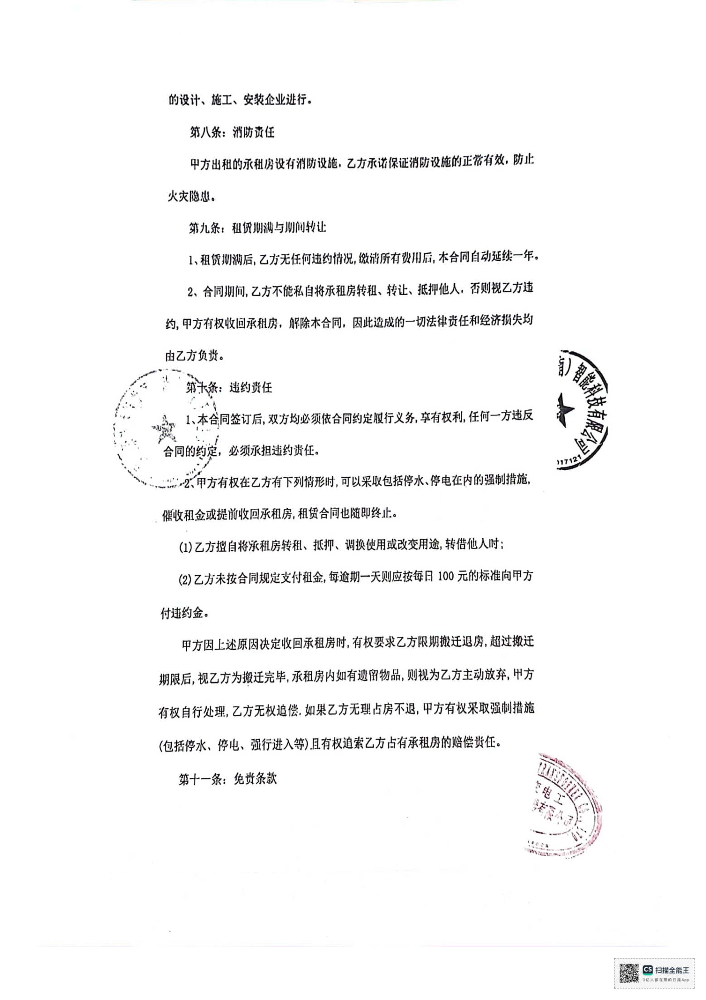 的设计、施工、安装企业进行。
第八条：消防责任
甲方出租的承租房设有消防设施，乙方承诺保证消防设施的正常有效，防止
火灾隐患。
第九条：租赁期满与期间转让
1、租赁期满后,乙方无任何违约情况,缴清所有费用后,本合同自动延续一年。
2、合同期间,乙方不能私自将承租房转租、转让、抵押他人，否则视乙方违
约,甲方有权收回承租房，解除本合同，因此造成的一切法律责任和经济损失均
由乙方负责。
第十条：违约责任
1、本合同签订后,双方均必须依合同约定履行义务,享有权利,任何一方违反
合同的约定，必须承担违约责任。
2、甲方有权在乙方有下列情形时,可以采取包括停水、停电在内的强制措施,
催收租金或提前收回承租房,租赁合同也随即终止。
(1)乙方擅自将承租房转租、抵押、调换使用或改变用途,转借他人时;
(2)乙方未按合同规定支付租金,每逾期一天则应按每日 100 元的标准向甲方
付违约金。
甲方因上述原因决定收回承租房时,有权要求乙方限期搬迁退房,超过搬迁
期限后,视乙方为搬迁完毕,承租房内如有遗留物品,则视为乙方主动放弃,甲方
有权自行处理,乙方无权追偿.如果乙方无理占房不退,甲方有权采取强制措施
(包括停水、停电、强行进入等)且有权追索乙方占有承租房的赔偿责任。
第十一条：免责条款
）智能科技有限公司
17121
TRANSFORMER CO.,LTD.
电工
有限公司
CS 扫描全能王
3亿人都在用的扫描App